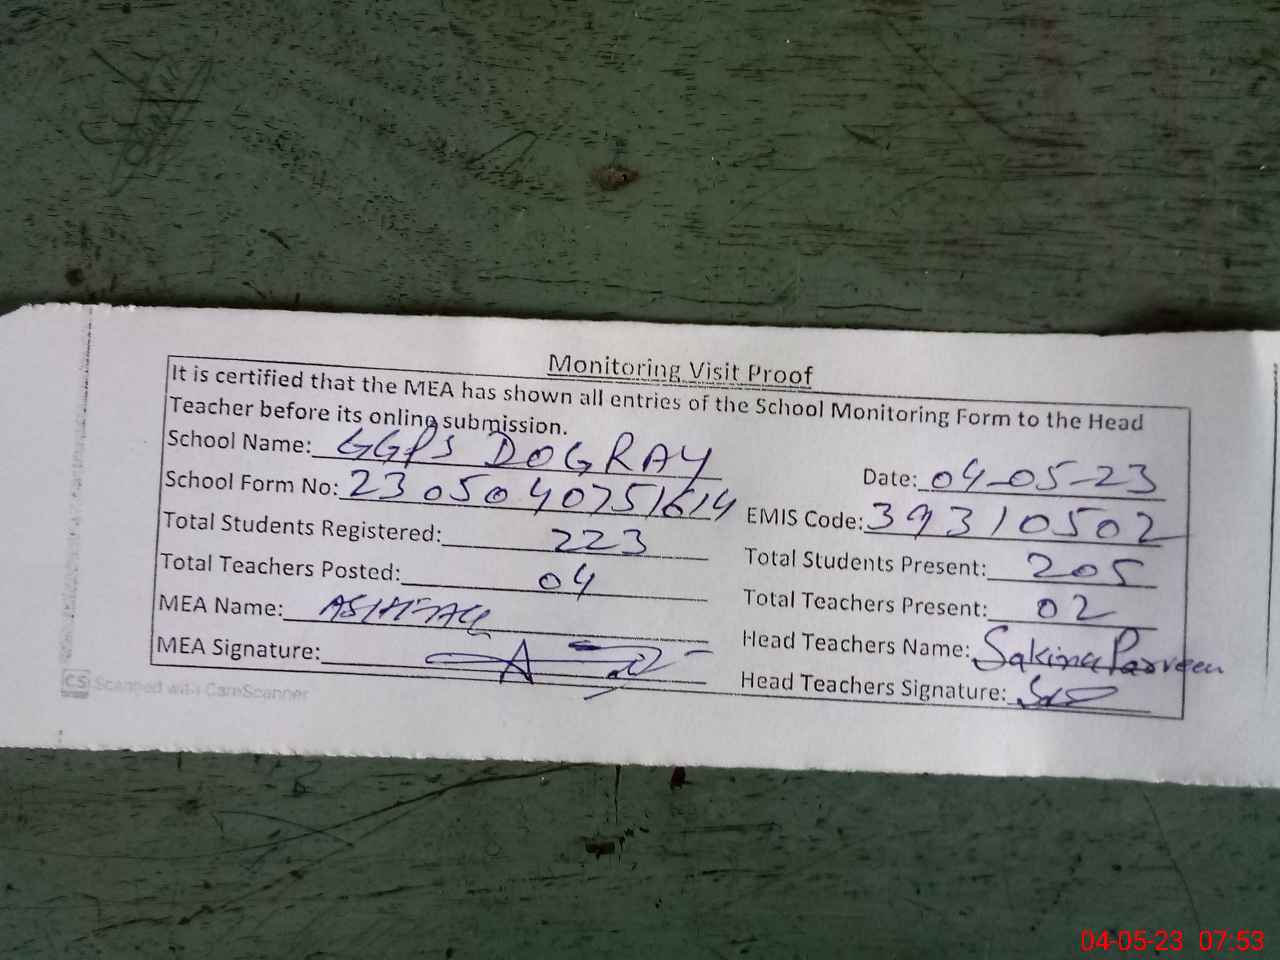 Monitoring Visit Proof
It is certified that the MEA has shown all entries of the School Monitoring Form to the Head
Teacher before its online submission.
School Name: GGPS DOGRAY
Date: 04-05-23
School Form No: 2305040751614
EMIS Code: 39310502
Total Students Registered: 223
Total Students Present: 205
Total Teachers Posted: 04
Total Teachers Present: 02
MEA Name:
Head Teachers Name: Sakina Parveen
MEA Signature:
Head Teachers Signature:
CS Scanned with CamScanner
04-05-23 07:53